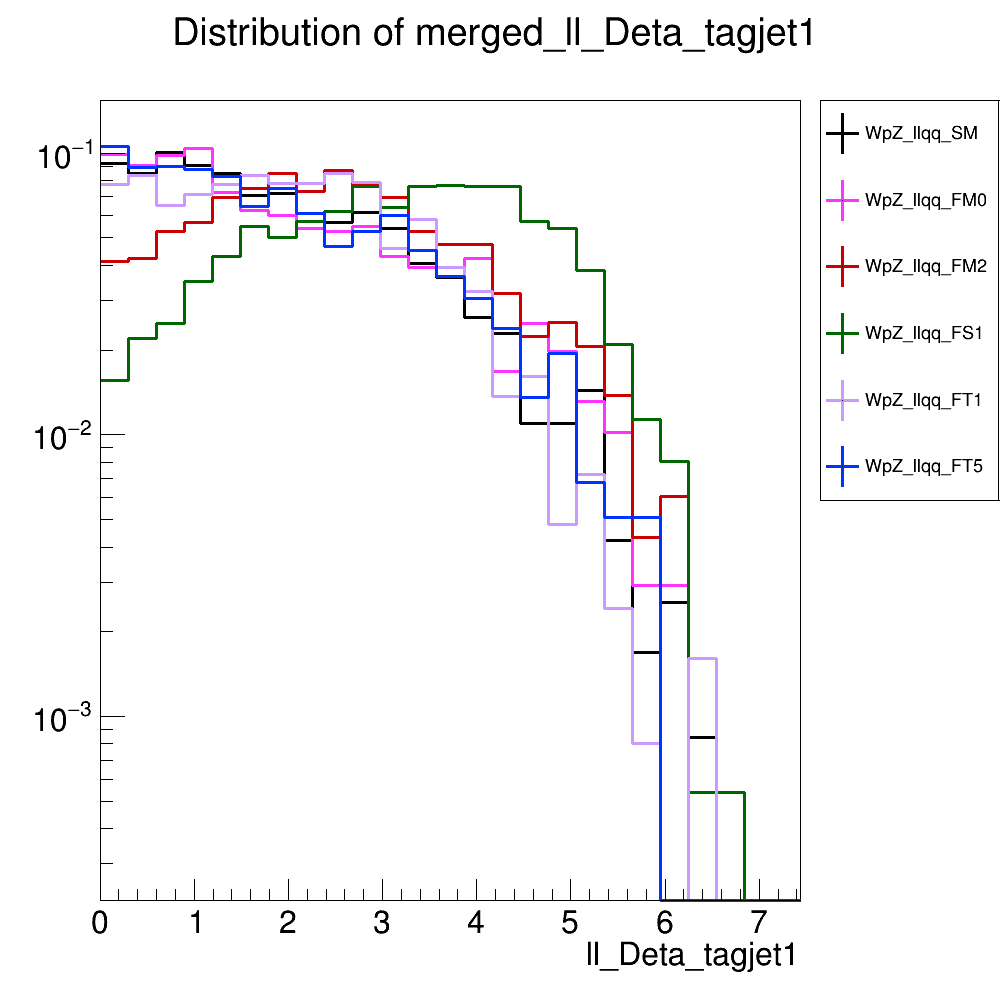 Distribution of merged_ll_Deta_tagjet1
WpZ_llqq_SM
WpZ_llqq_FM0
WpZ_llqq_FM2
WpZ_llqq_FS1
WpZ_llqq_FT1
WpZ_llqq_FT5
10−1
10−2
10−3
0 1 2 3 4 5 6 7
ll_Deta_tagjet1